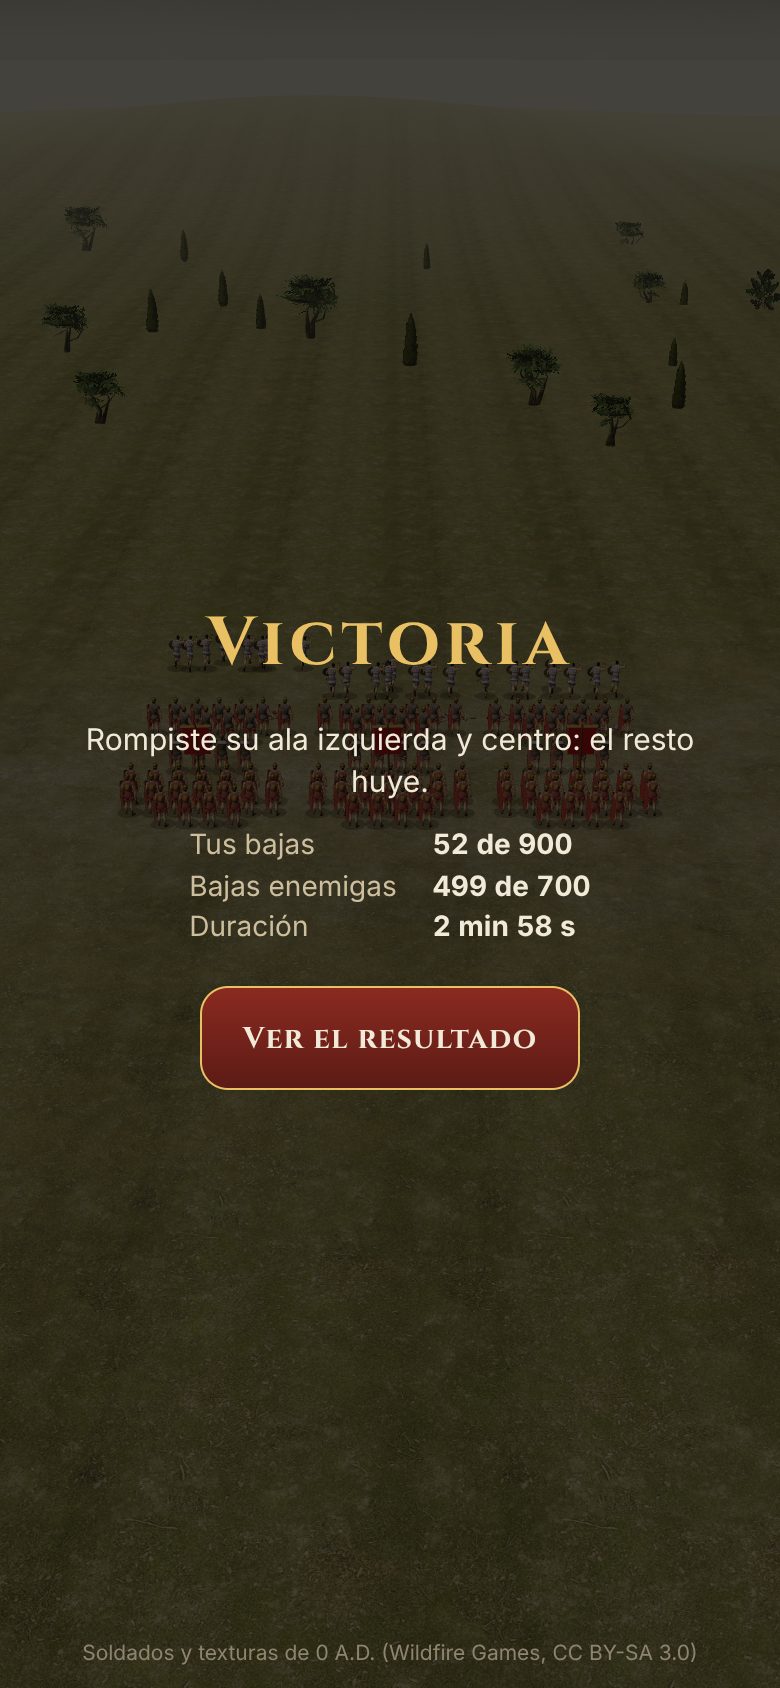 Victoria
Rompiste su ala izquierda y centro: el resto
huye.
Tus bajas 52 de 900
Bajas enemigas 499 de 700
Duración 2 min 58 s
Ver el resultado
Soldados y texturas de 0 A.D. (Wildfire Games, CC BY-SA 3.0)